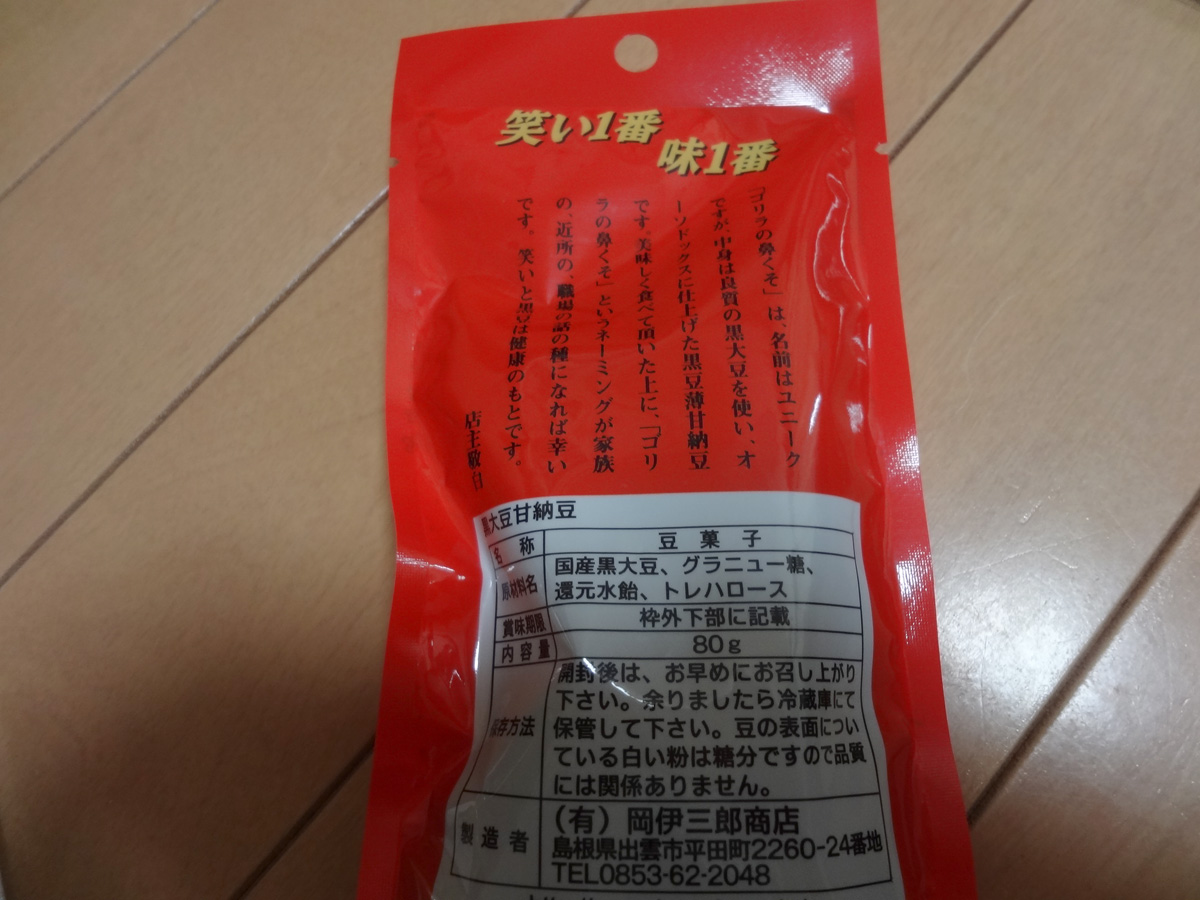 笑い1番
味1番
「ゴリラの鼻くそ」は、名前はユニーク
ですが、中身は良質の黒大豆を使い、オ
ーソドックスに仕上げた黒豆薄甘納豆
です。美味しく食べて頂いた上に、「ゴリ
ラの鼻くそ」というネーミングが家族
の、近所の、職場の話の種になれば幸い
です。笑いと黒豆は健康のもとです。
店主敬白
黒大豆甘納豆
名称 豆菓子
原材料名 国産黒大豆、グラニュー糖、
還元水飴、トレハロース
賞味期限 枠外下部に記載
内容量 80g
保存方法 開封後は、お早めにお召し上がり
下さい。余りましたら冷蔵庫にて
保管して下さい。豆の表面につい
ている白い粉は糖分ですので品質
には関係ありません。
製造者 (有)岡伊三郎商店
島根県出雲市平田町2260-24番地
TEL0853-62-2048